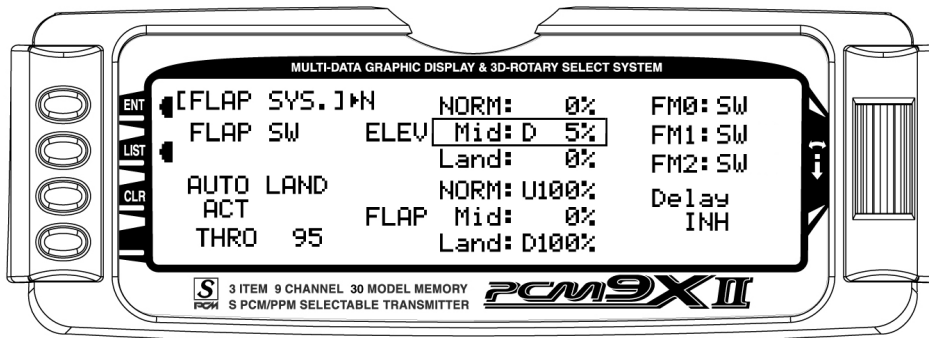 MULTI-DATA GRAPHIC DISPLAY & 3D-ROTARY SELECT SYSTEM
ENT
LIST
CLR
[FLAP SYS.]▸N
FLAP SW
AUTO LAND
ACT
THRO 95
ELEV
NORM: 0%
Mid: D 5%
Land: 0%
FLAP
NORM: U100%
Mid: 0%
Land: D100%
FM0: SW
FM1: SW
FM2: SW
Delay
INH
S
PCM
3 ITEM 9 CHANNEL 30 MODEL MEMORY
S PCM/PPM SELECTABLE TRANSMITTER
PCM9XII